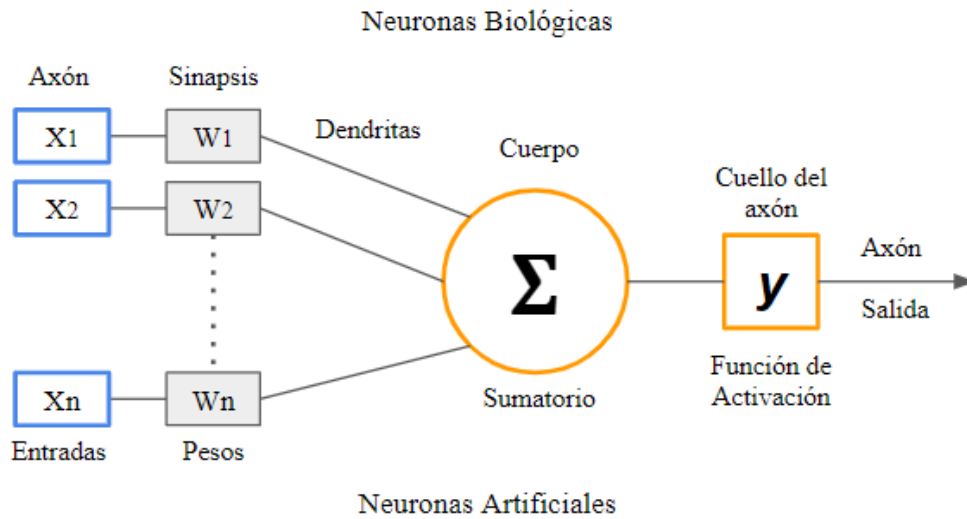 Neuronas Biológicas
Axón
Sinapsis
Dendritas
Cuerpo
Cuello del
axón
Axón
X1
W1
X2
W2
Xn
Wn
Σ
y
Salida
Entradas
Pesos
Sumatorio
Función de
Activación
Neuronas Artificiales